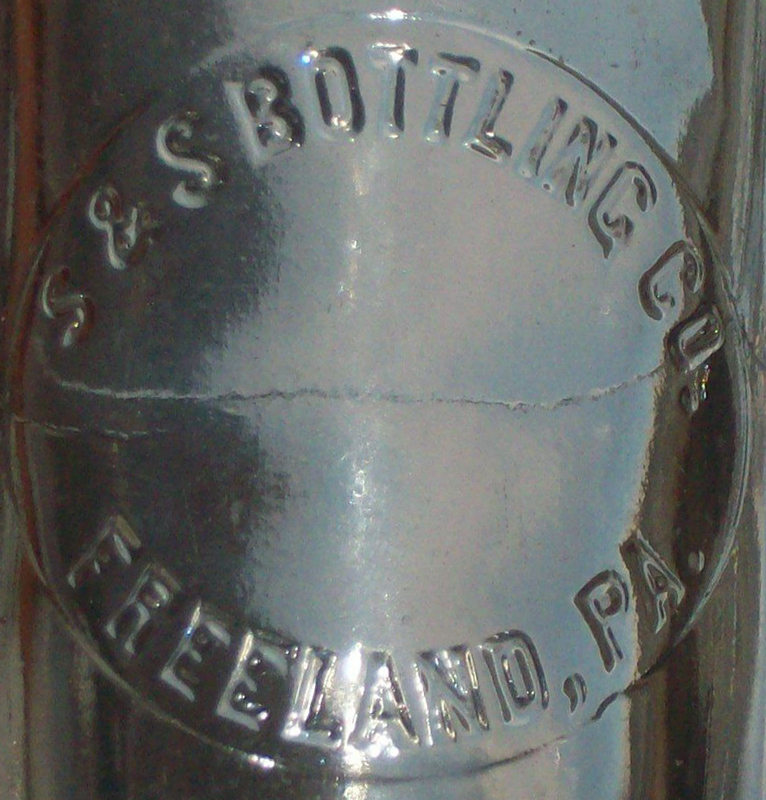 S & S BOTTLING CO.,
FREELAND, PA.